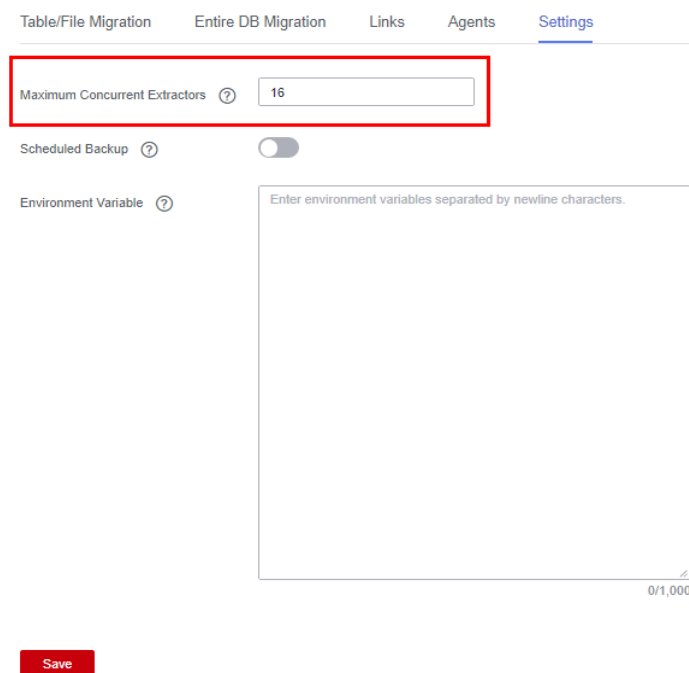 Table/File Migration Entire DB Migration Links Agents Settings
Maximum Concurrent Extractors ? 16
Scheduled Backup ?
Environment Variable ? Enter environment variables separated by newline characters.
0/1,000
Save